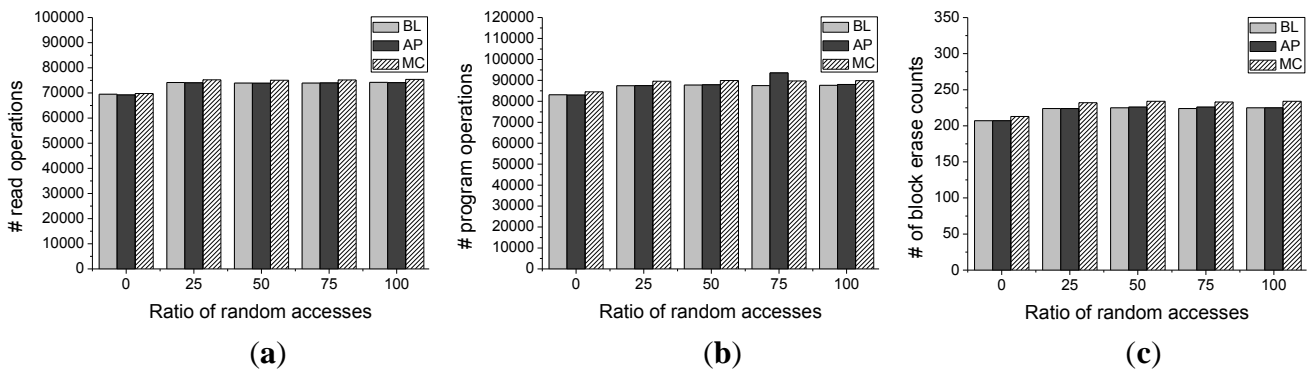 100000
90000
80000
70000
60000
50000
40000
30000
20000
10000
0
# read operations
BL
AP
MC
0 25 50 75 100
Ratio of random accesses
(a)
120000
110000
100000
90000
80000
70000
60000
50000
40000
30000
20000
10000
0
# program operations
BL
AP
MC
0 25 50 75 100
Ratio of random accesses
(b)
350
300
250
200
150
100
50
0
# of block erase counts
BL
AP
MC
0 25 50 75 100
Ratio of random accesses
(c)